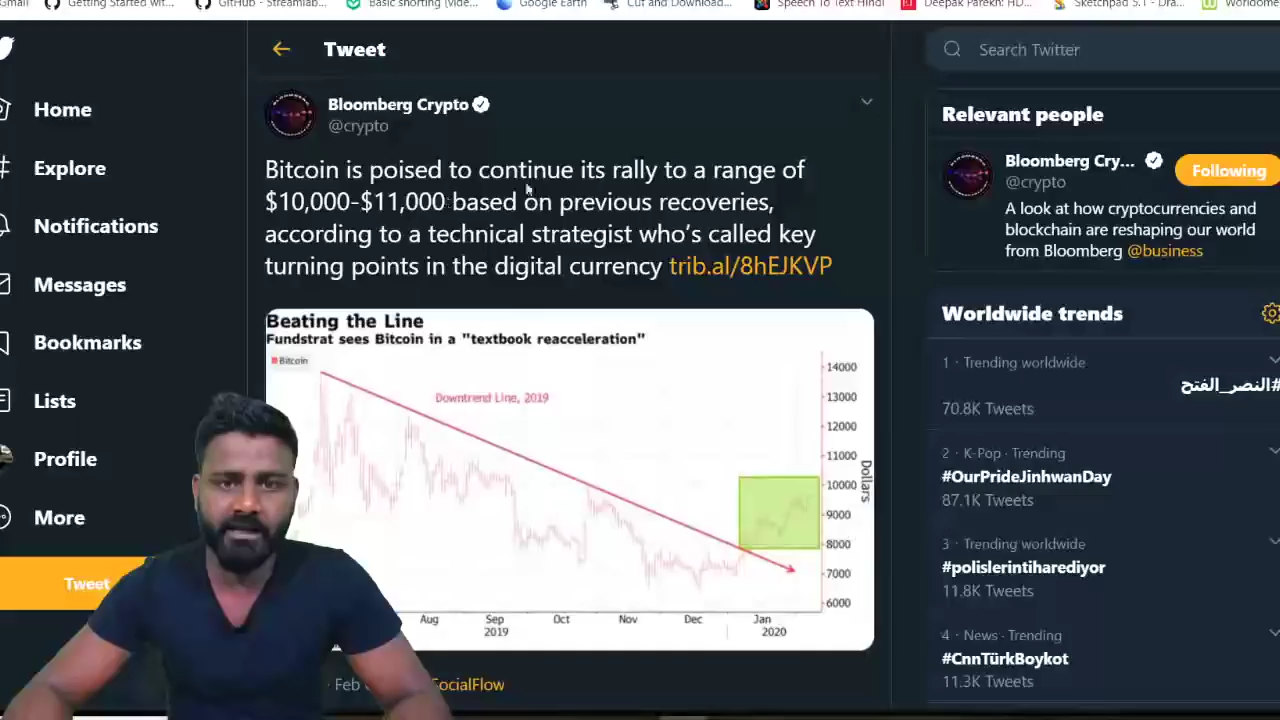 Gmail
Getting Started wit...
GitHub - Streamlab...
Basic shorting (vide...
Google Earth
Cut and Download...
Speech To Text Hindi
Deepak Parekh: HD...
Sketchpad 5.1 - Dra...
Worldome
Tweet
Search Twitter
Home
Explore
Notifications
Messages
Bookmarks
Lists
Profile
More
Tweet
Bloomberg Crypto
@crypto
Bitcoin is poised to continue its rally to a range of
$10,000-$11,000 based on previous recoveries,
according to a technical strategist who's called key
turning points in the digital currency trib.al/8hEJKVP
Beating the Line
Fundstrat sees Bitcoin in a "textbook reacceleration"
Bitcoin
Downtrend Line, 2019
14000
13000
12000
11000
10000
9000
8000
7000
6000
Dollars
Aug Sep Oct Nov Dec Jan
2019 2020
Feb
SocialFlow
Relevant people
Bloomberg Cry...
@crypto
Following
A look at how cryptocurrencies and
blockchain are reshaping our world
from Bloomberg @business
Worldwide trends
1 · Trending worldwide
#النصر_الفتح
70.8K Tweets
2 · K-Pop · Trending
#OurPrideJinhwanDay
87.1K Tweets
3 · Trending worldwide
#polislerintiharediyor
11.8K Tweets
4 · News · Trending
#CnnTürkBoykot
11.3K Tweets